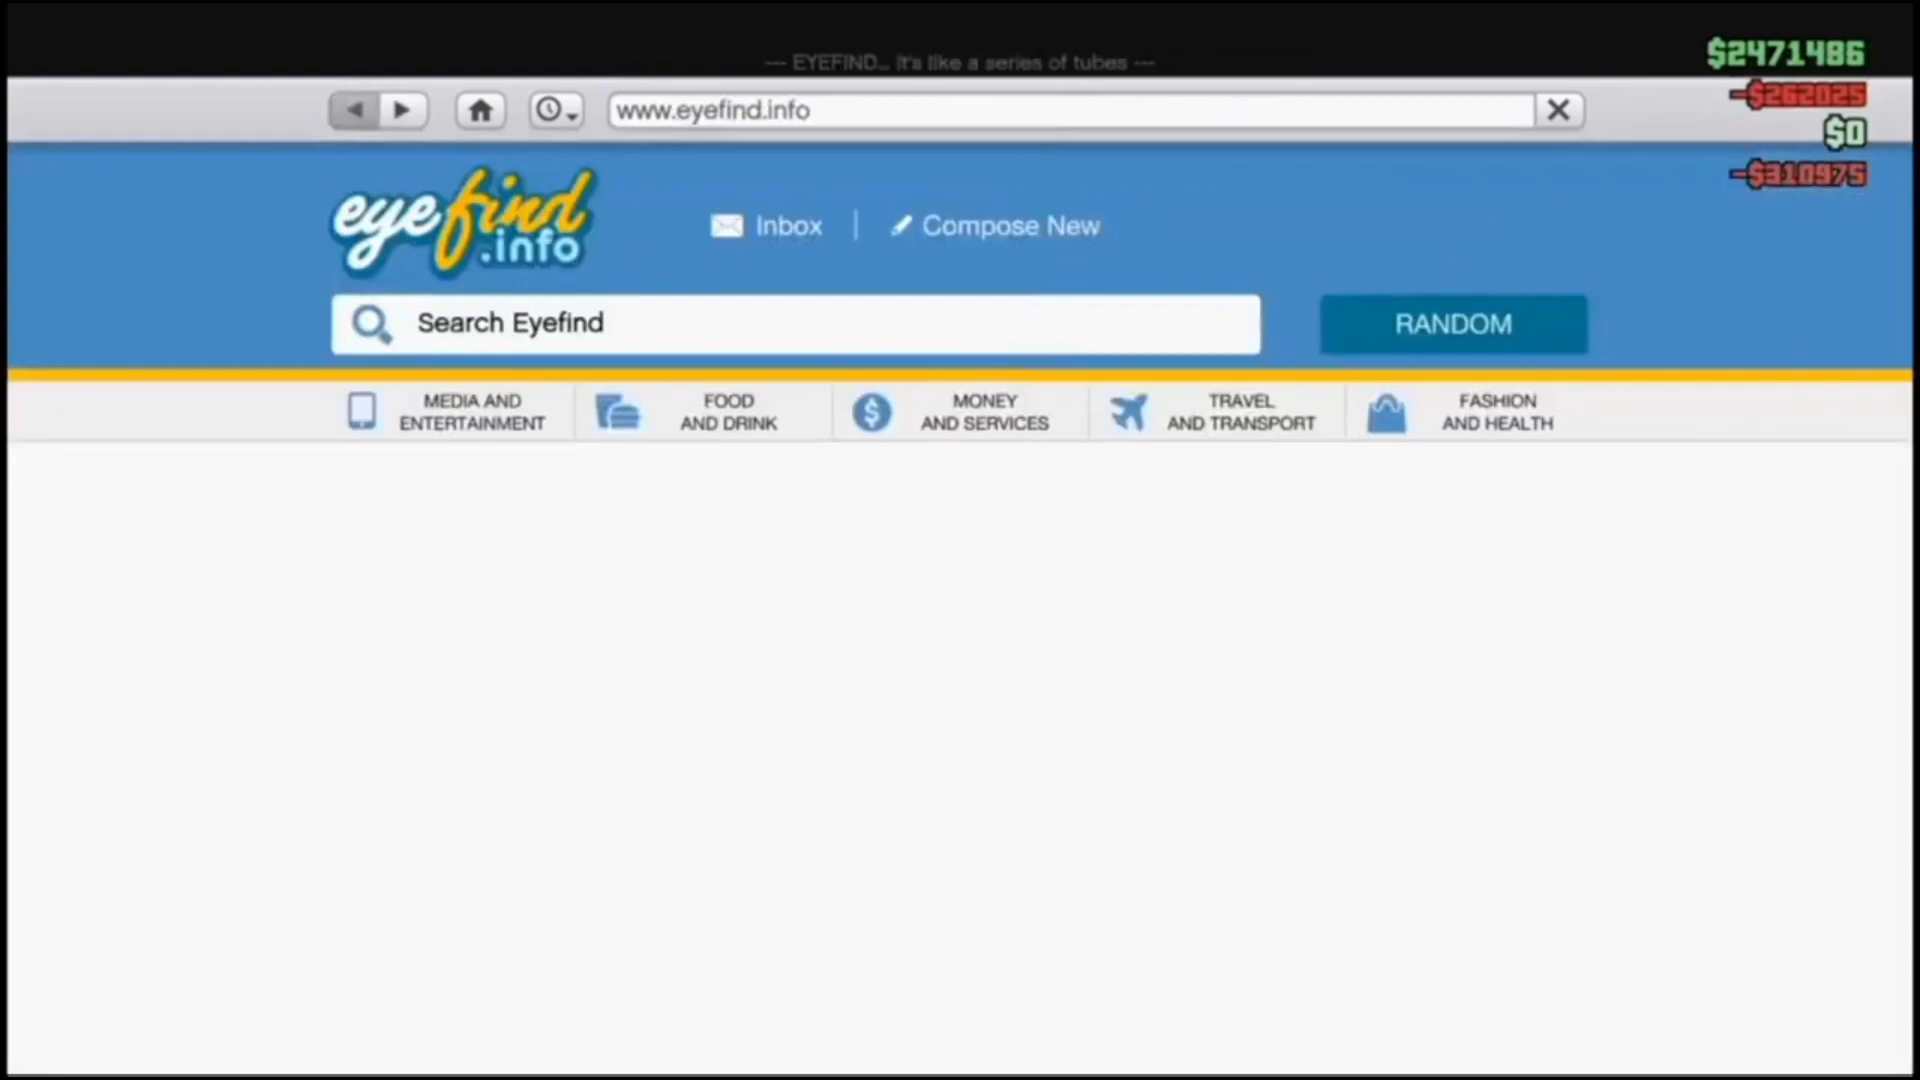 --- EYEFIND... it's like a series of tubes ---
$2471486
-$262025
$0
-$310975
www.eyefind.info
eyefind
.info
Inbox
Compose New
Search Eyefind
RANDOM
MEDIA AND
ENTERTAINMENT
FOOD
AND DRINK
MONEY
AND SERVICES
TRAVEL
AND TRANSPORT
FASHION
AND HEALTH